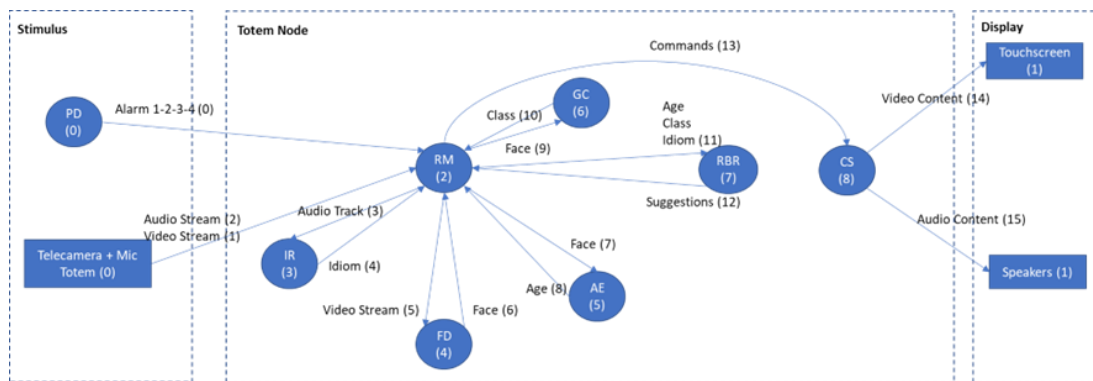 Stimulus
Totem Node
Display
Commands (13)
Touchscreen
(1)
PD
(0)
Alarm 1-2-3-4 (0)
GC
(6)
Class (10)
Face (9)
Age
Class
Idiom (11)
Video Content (14)
RM
(2)
RBR
(7)
CS
(8)
Suggestions (12)
Audio Stream (2)
Video Stream (1)
Audio Track (3)
Audio Content (15)
Telecamera + Mic
Totem (0)
IR
(3)
Idiom (4)
Face (7)
Speakers (1)
Age (8)
AE
(5)
Video Stream (5)
Face (6)
FD
(4)